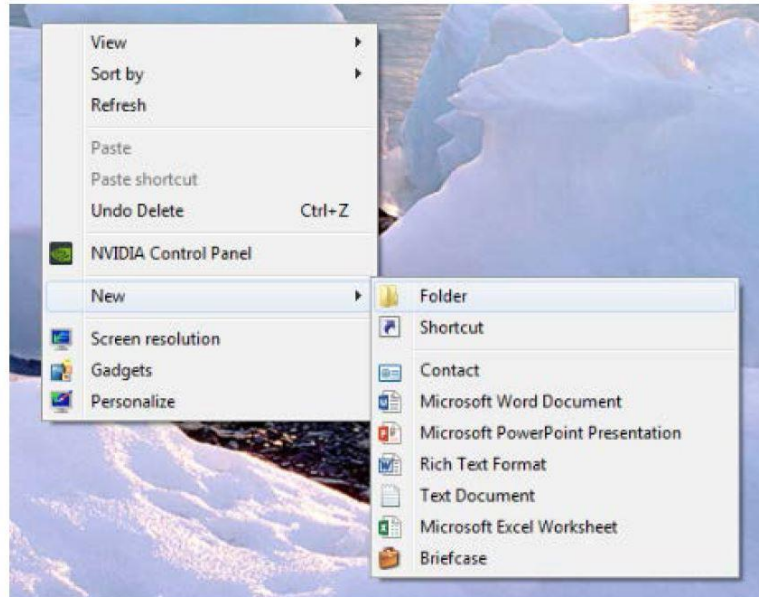 View
Sort by
Refresh
Paste
Paste shortcut
Undo Delete Ctrl+Z
NVIDIA Control Panel
New
Screen resolution
Gadgets
Personalize
Folder
Shortcut
Contact
Microsoft Word Document
Microsoft PowerPoint Presentation
Rich Text Format
Text Document
Microsoft Excel Worksheet
Briefcase